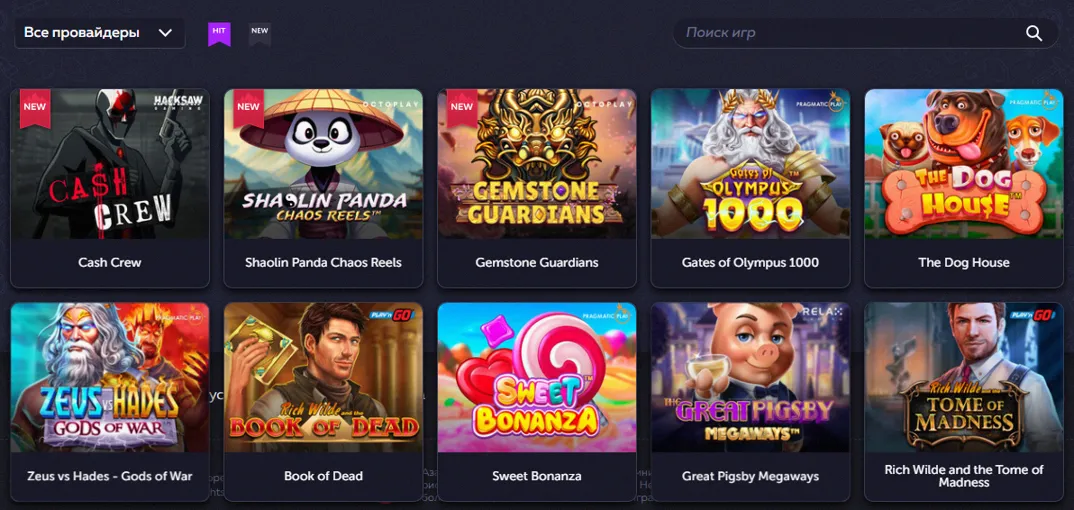 Все провайдеры
HIT
NEW
Поиск игр
NEW
HACKSAW
GAMING
CASH
CREW
Cash Crew
NEW
OCTOPLAY
SHAOLIN PANDA
CHAOS REELS™
Shaolin Panda Chaos Reels
NEW
OCTOPLAY
GEMSTONE
GUARDIANS
Gemstone Guardians
PRAGMATIC PLAY
Gates of
OLYMPUS™
1000
Gates of Olympus 1000
PRAGMATIC PLAY
THE DOG
HOU$E™
The Dog House
PRAGMATIC PLAY
ZEUS VS HADES
GODS OF WAR™
Zeus vs Hades - Gods of War
PLAY'n GO
Rich Wilde and the
BOOK OF DEAD
Book of Dead
PRAGMATIC PLAY
SWEET™
BONANZA
Sweet Bonanza
RELAX
THE GREAT PIGSBY
MEGAWAYS™
Great Pigsby Megaways
PLAY'n GO
Rich Wilde and the
TOME OF
MADNESS
Rich Wilde and the Tome of
Madness